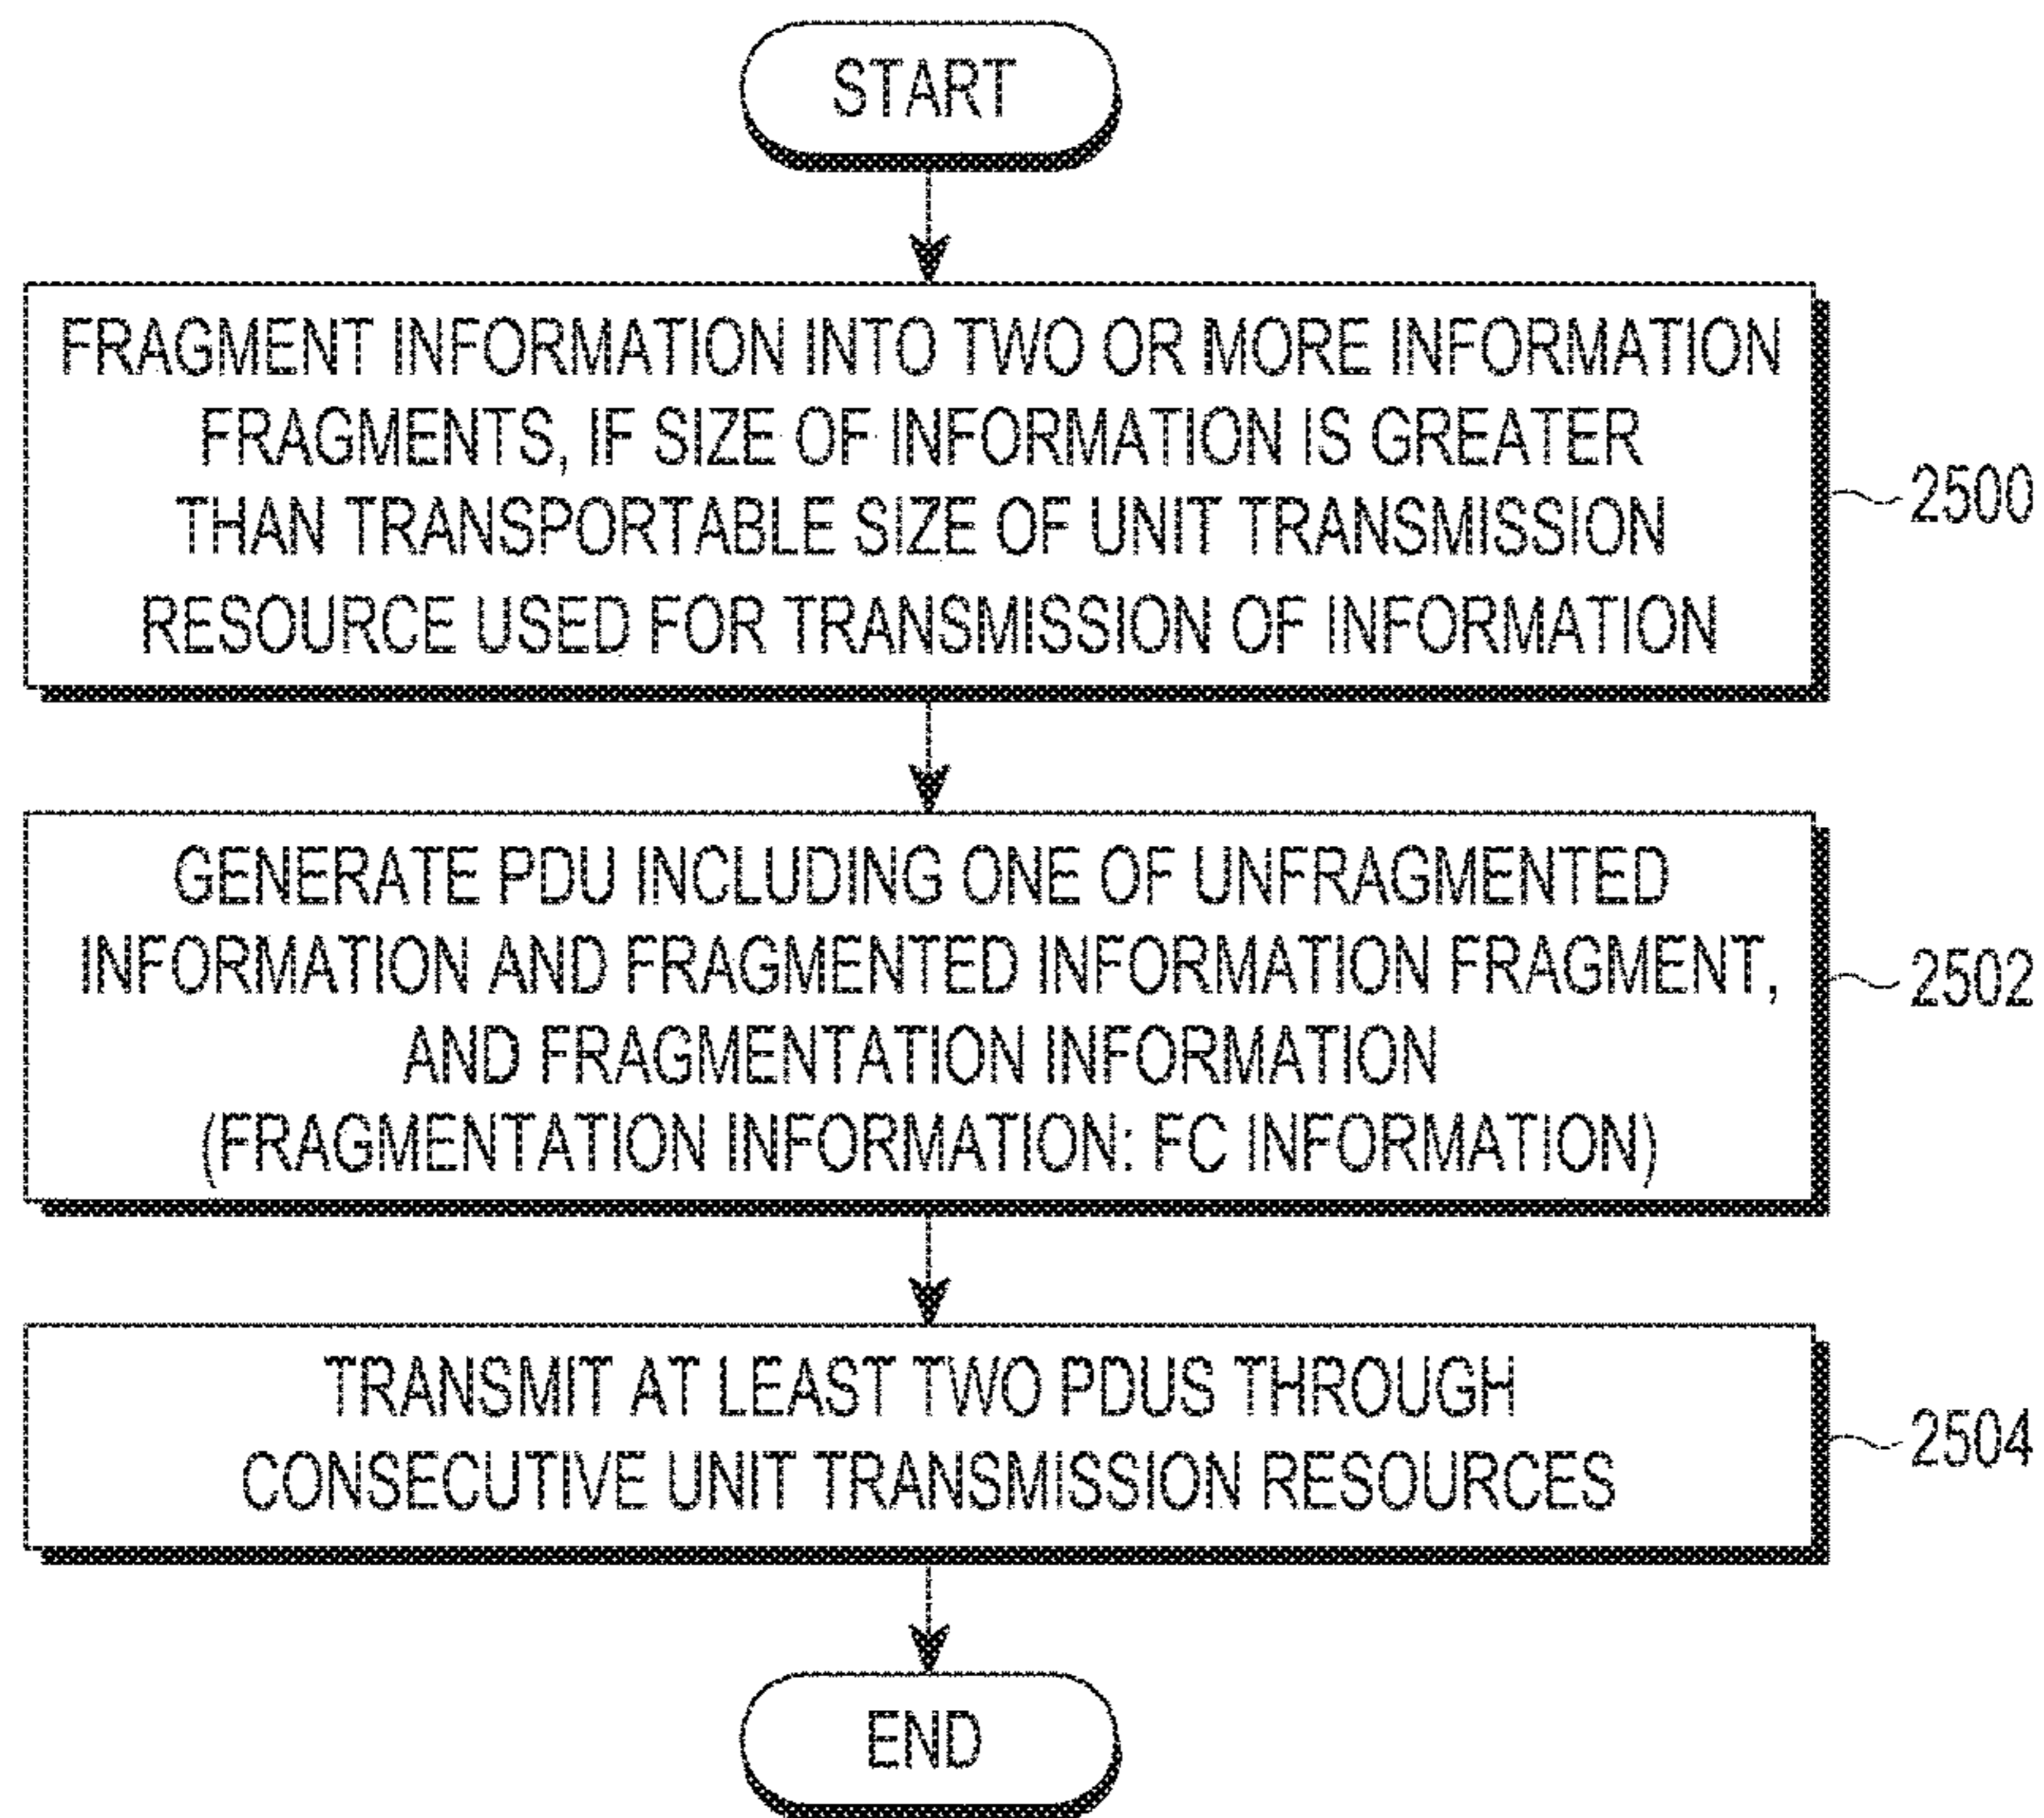 START
FRAGMENT INFORMATION INTO TWO OR MORE INFORMATION
FRAGMENTS, IF SIZE OF INFORMATION IS GREATER
THAN TRANSPORTABLE SIZE OF UNIT TRANSMISSION
RESOURCE USED FOR TRANSMISSION OF INFORMATION
2500
GENERATE PDU INCLUDING ONE OF UNFRAGMENTED
INFORMATION AND FRAGMENTED INFORMATION FRAGMENT,
AND FRAGMENTATION INFORMATION
(FRAGMENTATION INFORMATION: FC INFORMATION)
2502
TRANSMIT AT LEAST TWO PDUS THROUGH
CONSECUTIVE UNIT TRANSMISSION RESOURCES
2504
END